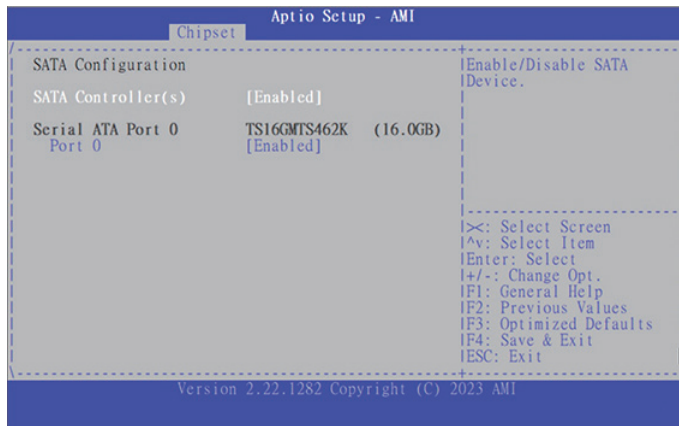 Aptio Setup - AMI
Chipset
SATA Configuration
SATA Controller(s) [Enabled]
Serial ATA Port 0 TS16GMTS462K (16.0GB)
Port 0 [Enabled]
Enable/Disable SATA
Device.
><: Select Screen
^v: Select Item
Enter: Select
+/-: Change Opt.
F1: General Help
F2: Previous Values
F3: Optimized Defaults
F4: Save & Exit
ESC: Exit
Version 2.22.1282 Copyright (C) 2023 AMI